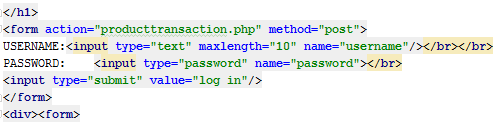 </h1>
<form action="producttransaction.php" method="post">
USERNAME:<input type="text" maxlength="10" name="username"/></br></br>
PASSWORD:    <input type="password" name="password"></br>
<input type="submit" value="log in"/>
</form>
<div><form>